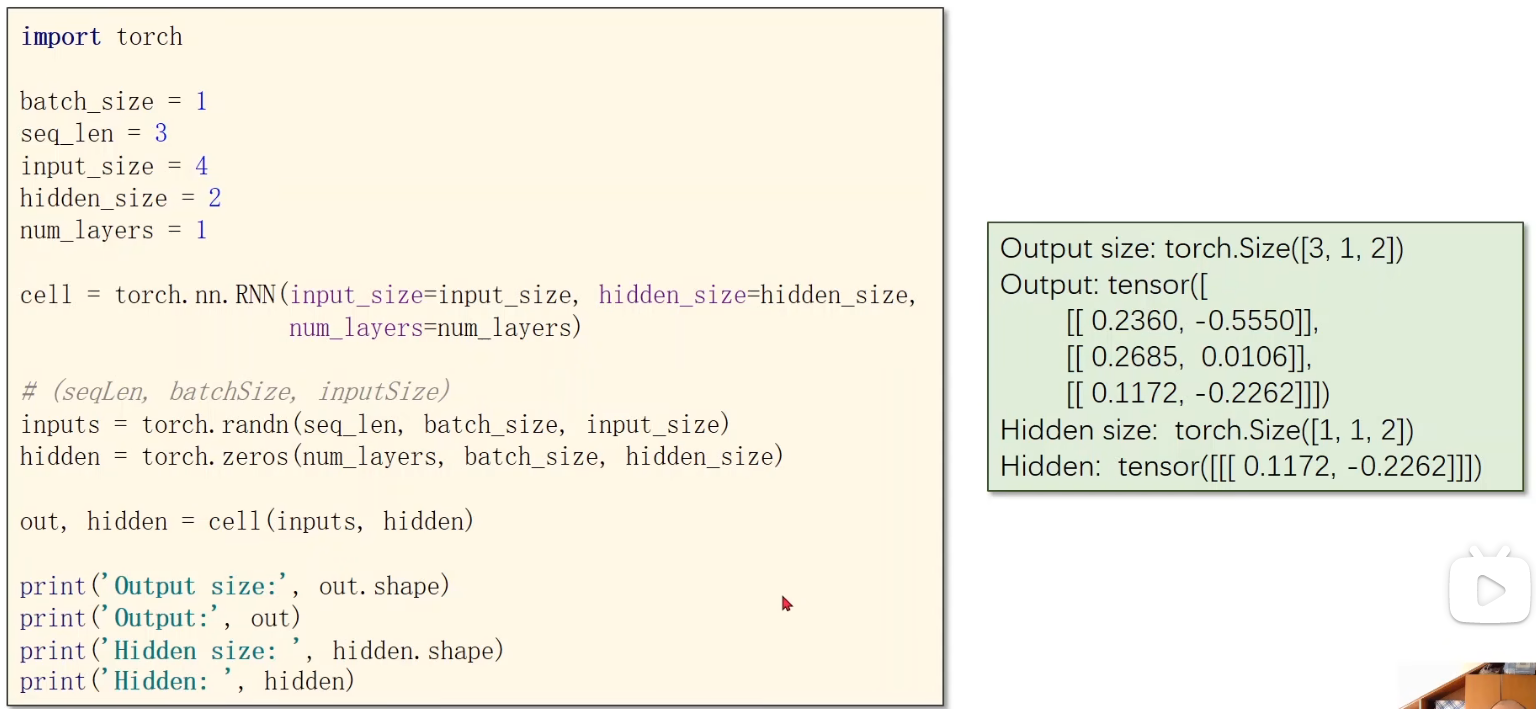 import torch
batch_size = 1
seq_len = 3
input_size = 4
hidden_size = 2
num_layers = 1
cell = torch.nn.RNN(input_size=input_size, hidden_size=hidden_size,
num_layers=num_layers)
# (seqLen, batchSize, inputSize)
inputs = torch.randn(seq_len, batch_size, input_size)
hidden = torch.zeros(num_layers, batch_size, hidden_size)
out, hidden = cell(inputs, hidden)
print('Output size:', out.shape)
print('Output:', out)
print('Hidden size: ', hidden.shape)
print('Hidden: ', hidden)
Output size: torch.Size([3, 1, 2])
Output: tensor([
[[ 0.2360, -0.5550]],
[[ 0.2685, 0.0106]],
[[ 0.1172, -0.2262]]])
Hidden size: torch.Size([1, 1, 2])
Hidden: tensor([[[ 0.1172, -0.2262]]])